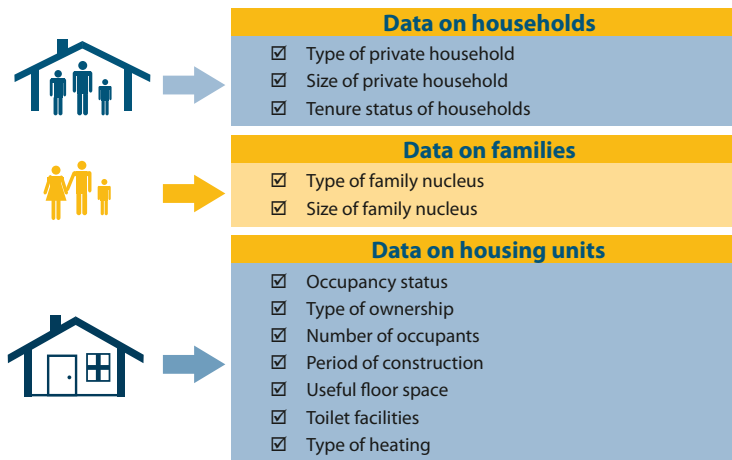 Data on households
☑ Type of private household
☑ Size of private household
☑ Tenure status of households
Data on families
☑ Type of family nucleus
☑ Size of family nucleus
Data on housing units
☑ Occupancy status
☑ Type of ownership
☑ Number of occupants
☑ Period of construction
☑ Useful floor space
☑ Toilet facilities
☑ Type of heating